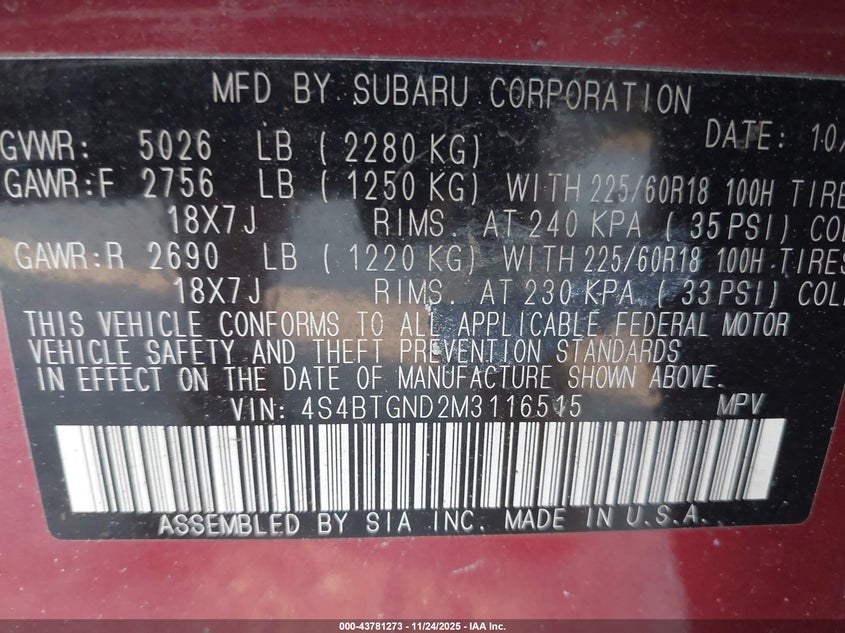 MFD BY SUBARU CORPORATION
DATE: 10/
GVWR: 5026 LB ( 2280 KG)
GAWR:F 2756 LB ( 1250 KG) WITH 225/60R18 100H TIRE
18X7J RIMS. AT 240 KPA ( 35 PSI) COL
GAWR:R 2690 LB ( 1220 KG) WITH 225/60R18 100H TIRES
18X7J RIMS. AT 230 KPA ( 33 PSI) COL
THIS VEHICLE CONFORMS TO ALL APPLICABLE FEDERAL MOTOR
VEHICLE SAFETY AND THEFT PREVENTION STANDARDS
IN EFFECT ON THE DATE OF MANUFACTURE SHOWN ABOVE.
VIN: 4S4BTGND2M3116515 MPV
ASSEMBLED BY SIA INC. MADE IN U.S.A.
000-43781273 — 11/24/2025 — IAA Inc.